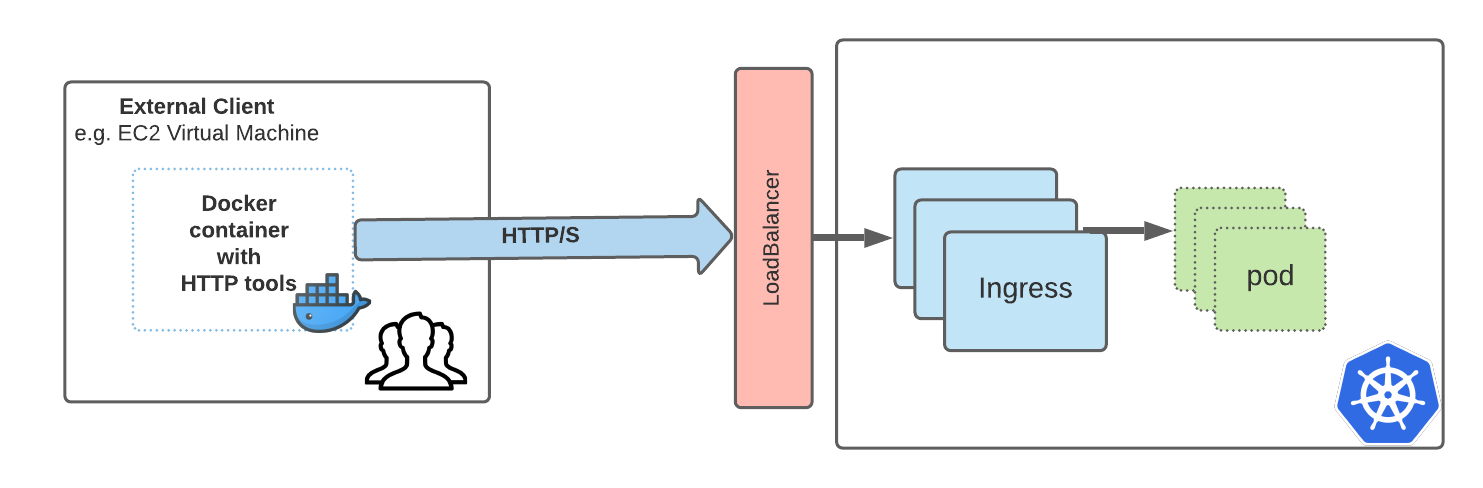 External Client
e.g. EC2 Virtual Machine
Docker
container
with
HTTP tools
HTTP/S
LoadBalancer
Ingress
pod